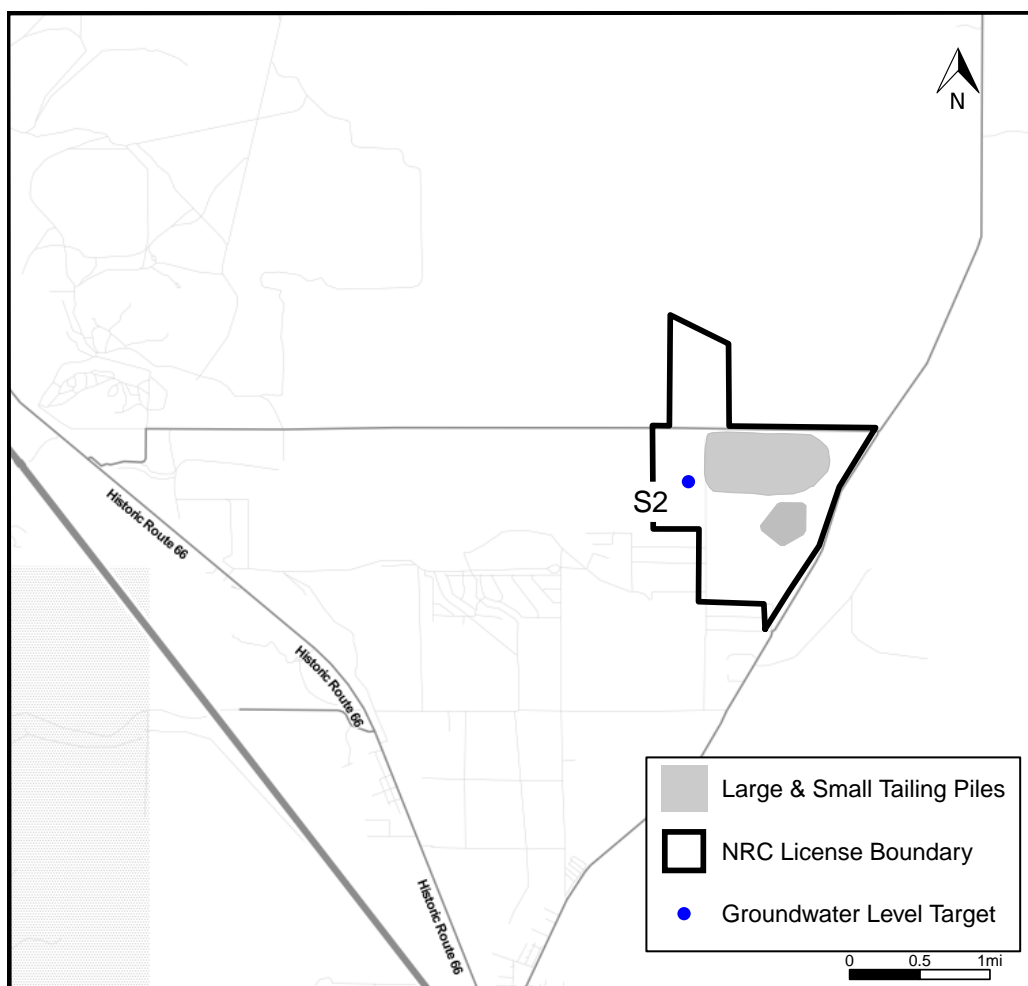 N
S2
Historic Route 66
Historic Route 66
Historic Route 66
Large & Small Tailing Piles
NRC License Boundary
Groundwater Level Target
0 0.5 1mi